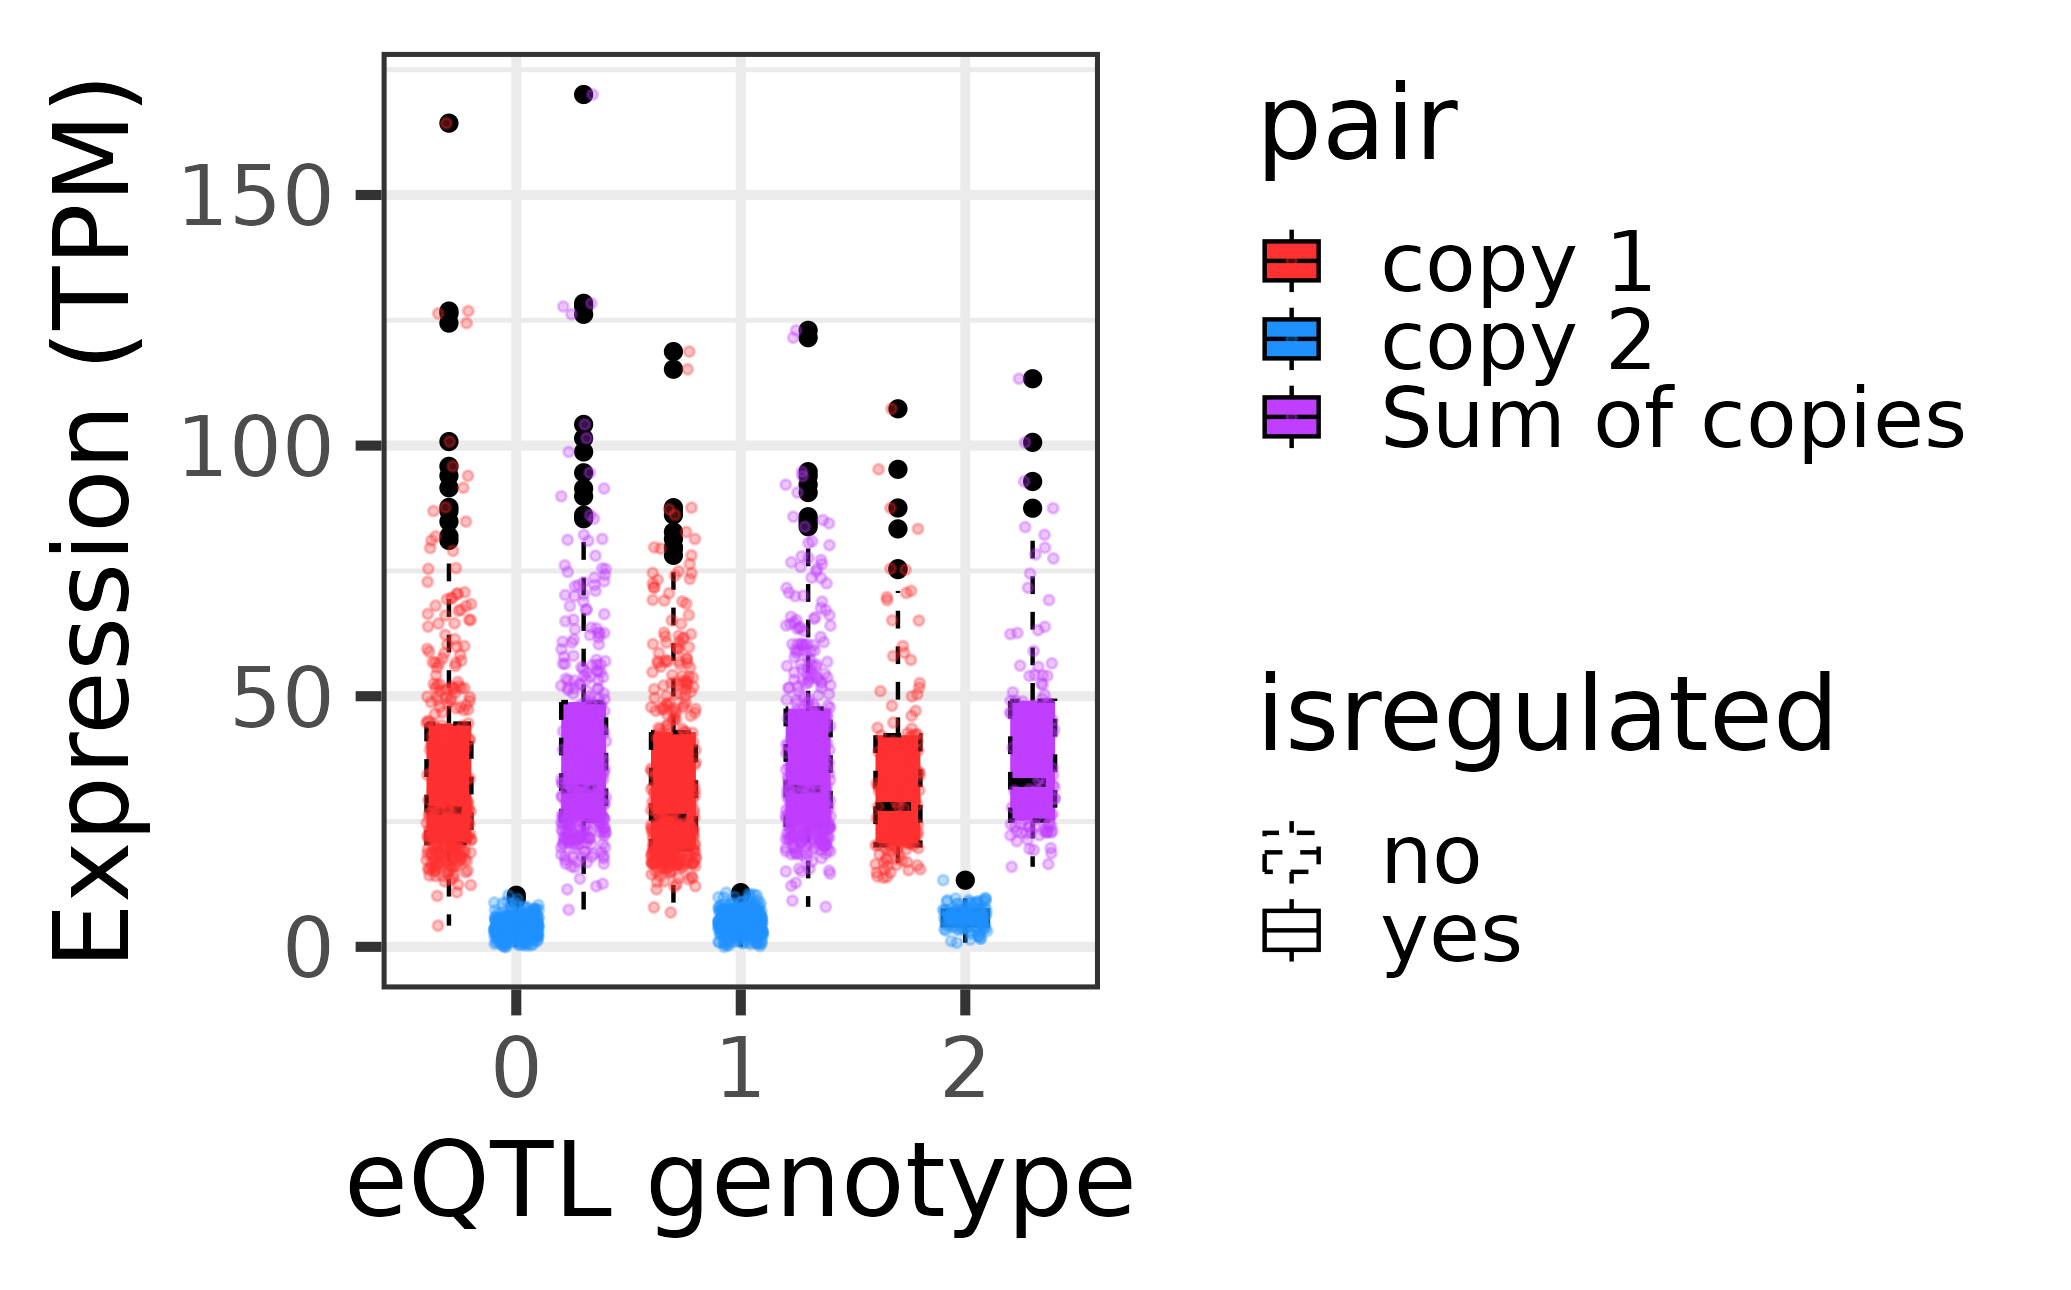 Expression (TPM)
150
100
50
0
0 1 2
eQTL genotype
pair
copy 1
copy 2
Sum of copies
isregulated
no
yes